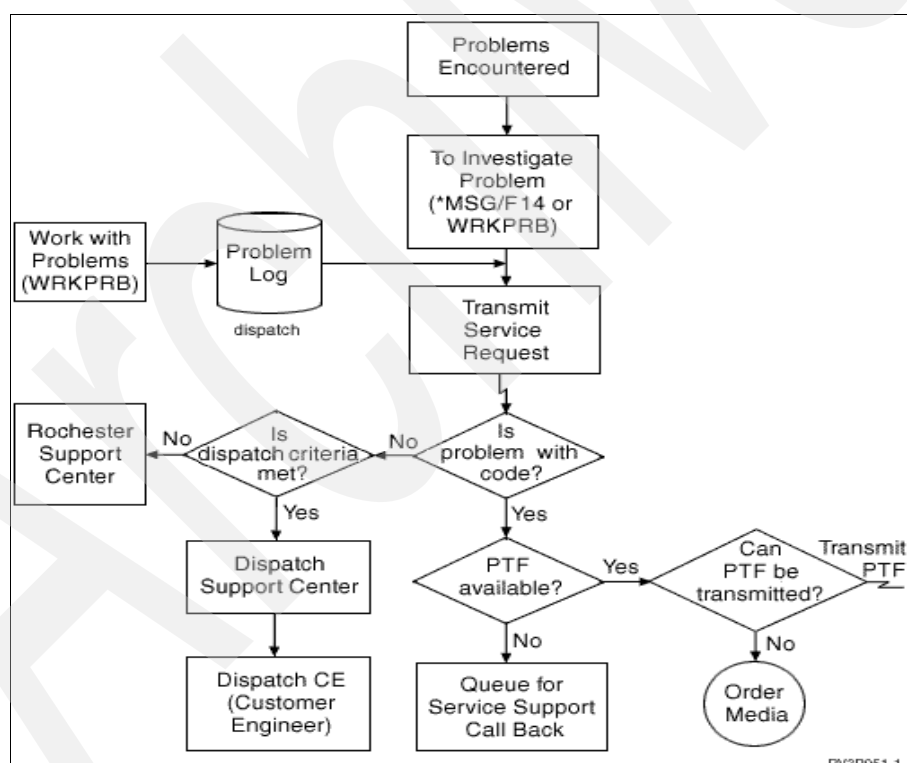 Problems
Encountered
To Investigate
Problem
(*MSG/F14 or
WRKPRB)
Work with
Problems
(WRKPRB)
Problem
Log
dispatch
Transmit
Service
Request
Rochester
Support
Center
No
Is
dispatch criteria
met?
No
Is
problem with
code?
Yes
Yes
Dispatch
Support Center
PTF
available?
Yes
Can
PTF be
transmitted?
Transmit
PTF
No
No
Dispatch CE
(Customer
Engineer)
Queue for
Service Support
Call Back
Order
Media